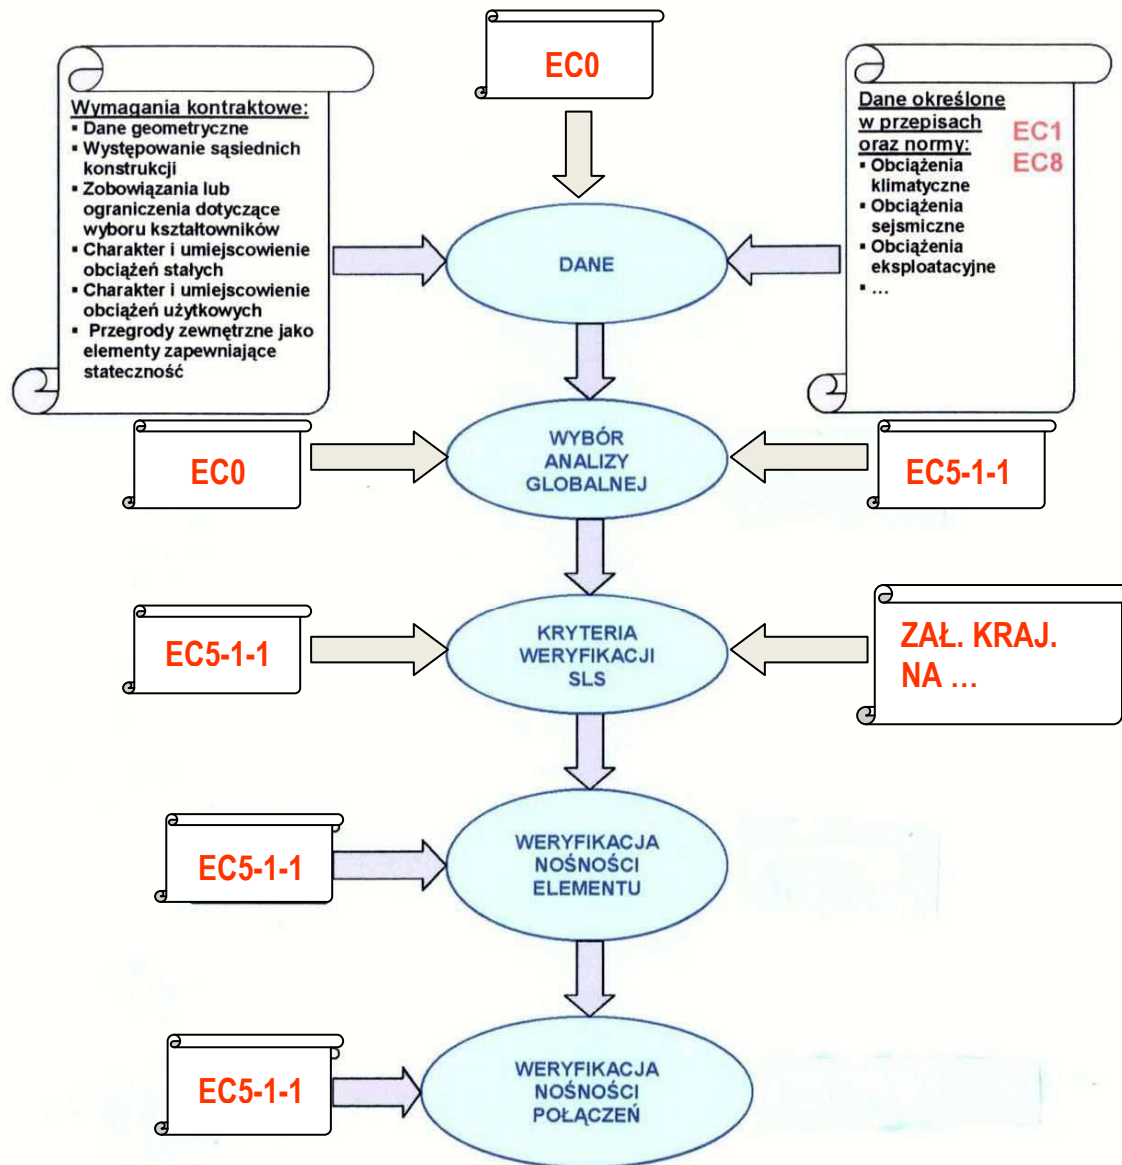 EC0
Wymagania kontraktowe:
▪ Dane geometryczne
▪ Występowanie sąsiednich
konstrukcji
▪ Zobowiązania lub
ograniczenia dotyczące
wyboru kształtowników
▪ Charakter i umiejscowienie
obciążeń stałych
▪ Charakter i umiejscowienie
obciążeń użytkowych
▪ Przegrody zewnętrzne jako
elementy zapewniające
stateczność
Dane określone
w przepisach
oraz normy:
EC1
EC8
▪ Obciążenia
klimatyczne
▪ Obciążenia
sejsmiczne
▪ Obciążenia
eksploatacyjne
▪ ...
DANE
EC0
WYBÓR
ANALIZY
GLOBALNEJ
EC5-1-1
EC5-1-1
KRYTERIA
WERYFIKACJI
SLS
ZAŁ. KRAJ.
NA ...
EC5-1-1
WERYFIKACJA
NOŚNOŚCI
ELEMENTU
EC5-1-1
WERYFIKACJA
NOŚNOŚCI
POŁĄCZEŃ